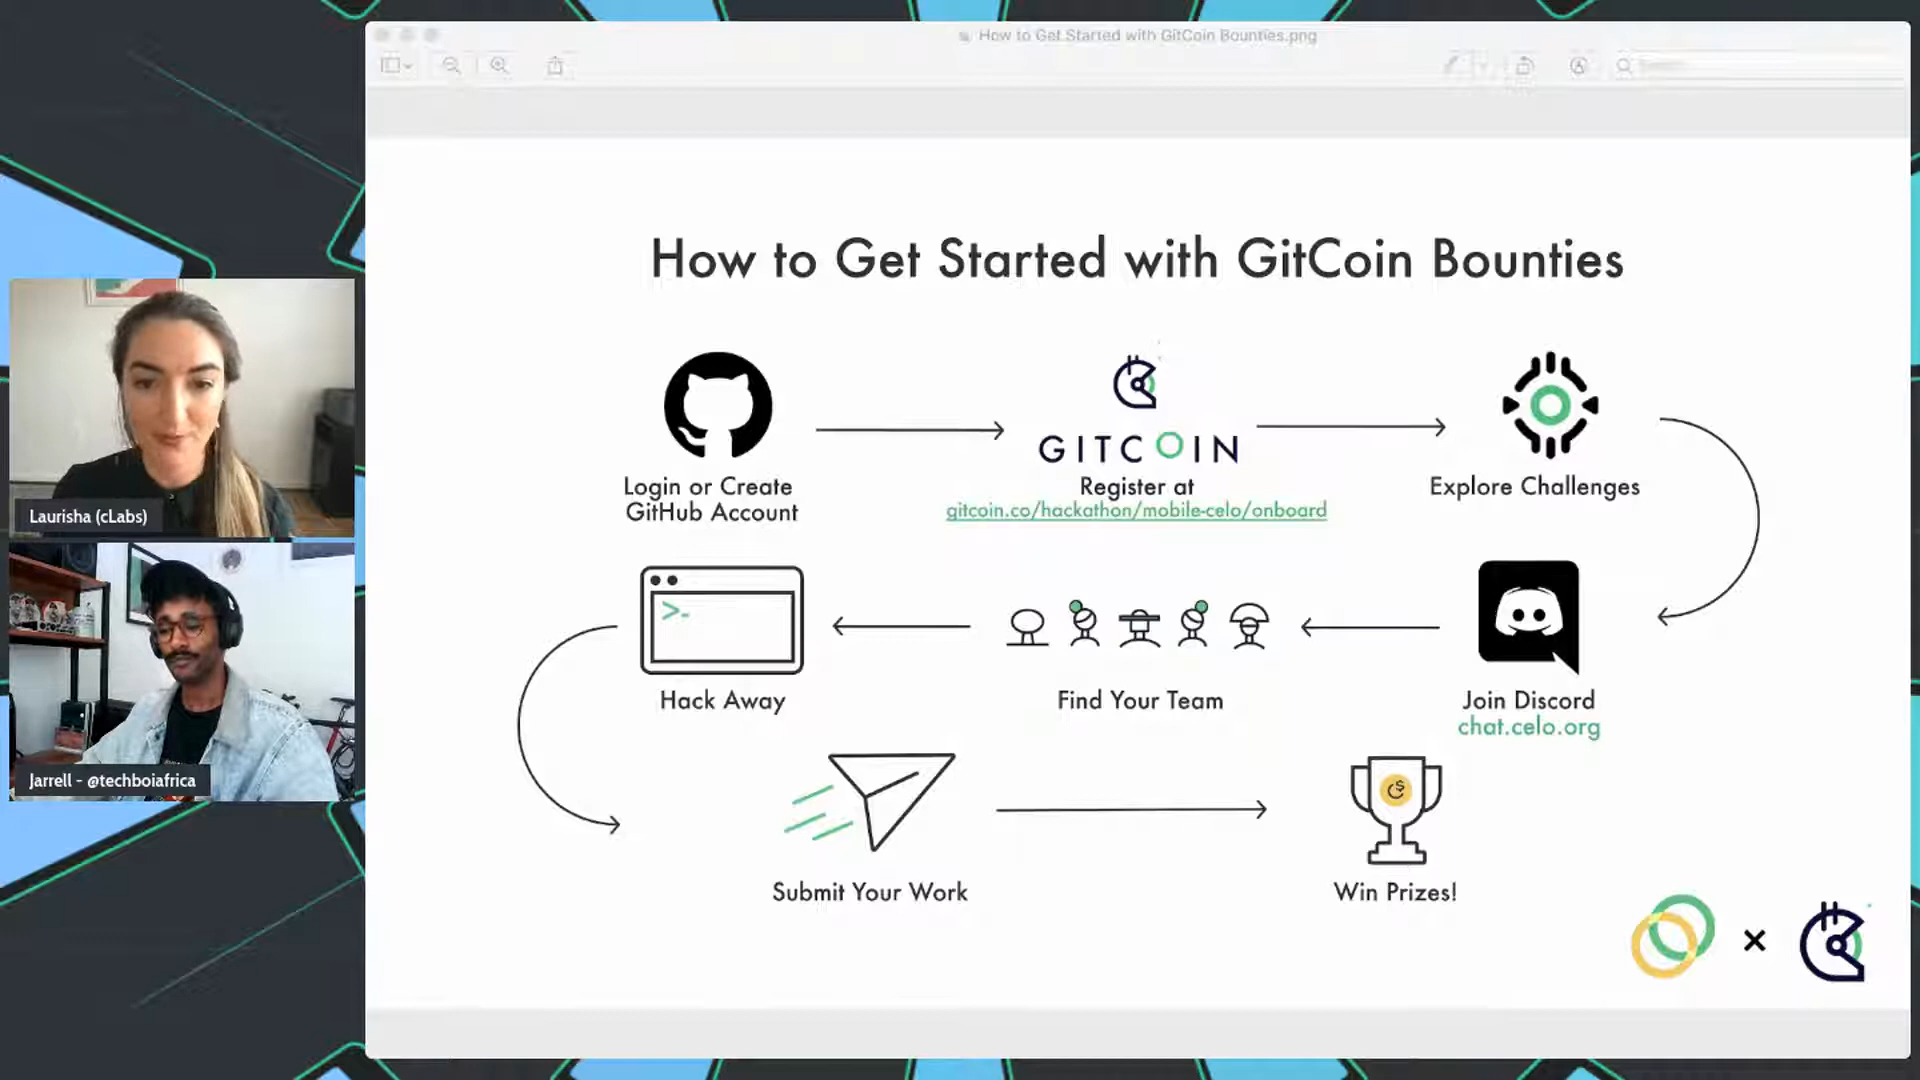 How to Get Started with GitCoin Bounties.png
How to Get Started with GitCoin Bounties
Login or Create
GitHub Account
GITCOIN
Register at
gitcoin.co/hackathon/mobile-celo/onboard
Explore Challenges
>-
Hack Away
Find Your Team
Join Discord
chat.celo.org
Submit Your Work
Win Prizes!
×
Laurisha (cLabs)
Jarrell - @techboiafrica